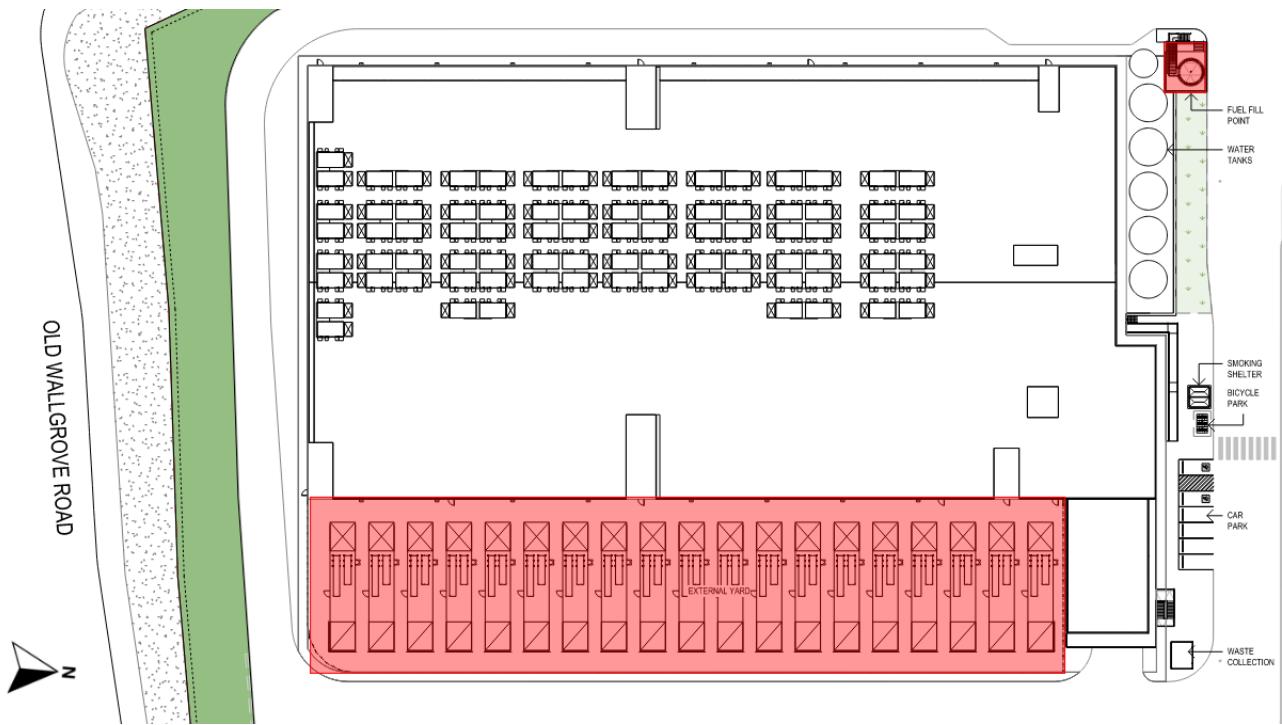 FUEL FILL
POINT
WATER
TANKS
OLD WALLGROVE ROAD
SMOKING
SHELTER
BICYCLE
PARK
CAR
PARK
EXTERNAL YARD
WASTE
COLLECTION
N